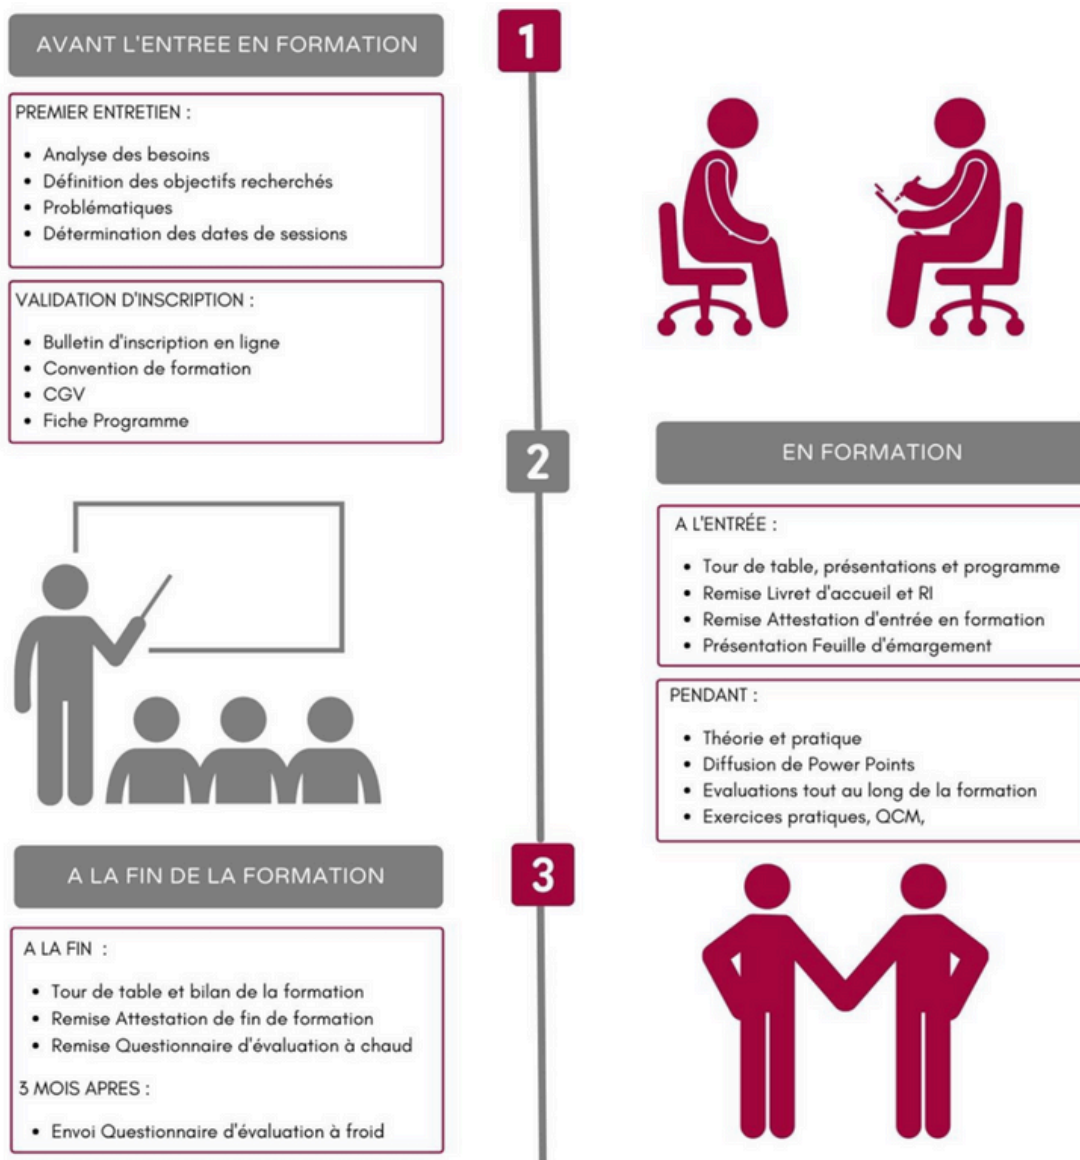 AVANT L'ENTREE EN FORMATION
1
PREMIER ENTRETIEN :
• Analyse des besoins
• Définition des objectifs recherchés
• Problématiques
• Détermination des dates de sessions
VALIDATION D'INSCRIPTION :
• Bulletin d'inscription en ligne
• Convention de formation
• CGV
• Fiche Programme
2
EN FORMATION
A L'ENTRÉE :
• Tour de table, présentations et programme
• Remise Livret d'accueil et RI
• Remise Attestation d'entrée en formation
• Présentation Feuille d'émargement
PENDANT :
• Théorie et pratique
• Diffusion de Power Points
• Evaluations tout au long de la formation
• Exercices pratiques, QCM,
A LA FIN DE LA FORMATION
3
A LA FIN :
• Tour de table et bilan de la formation
• Remise Attestation de fin de formation
• Remise Questionnaire d'évaluation à chaud
3 MOIS APRES :
• Envoi Questionnaire d'évaluation à froid